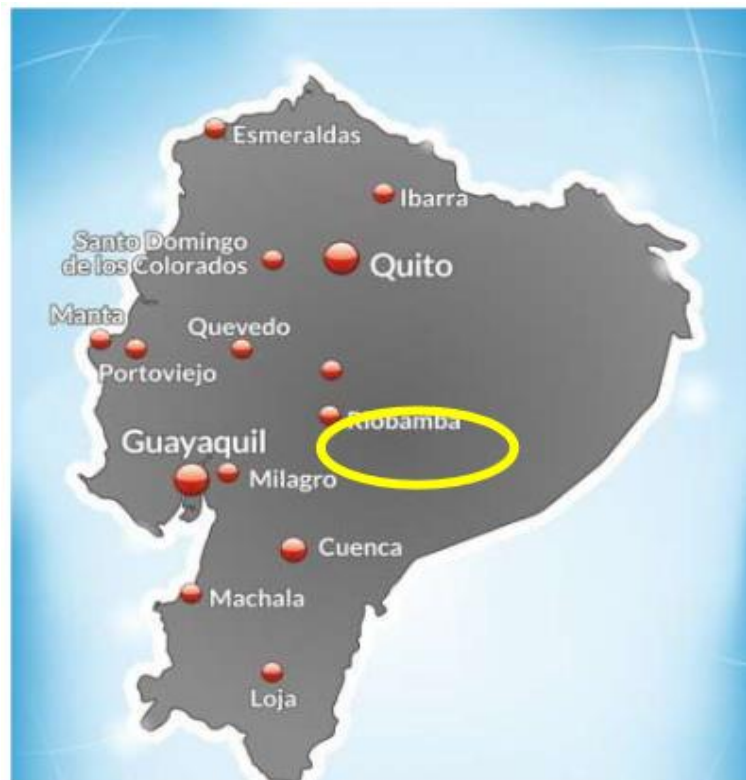 Esmeraldas
Ibarra
Santo Domingo
de los Colorados
Quito
Manta
Quevedo
Portoviejo
Riobamba
Guayaquil
Milagro
Cuenca
Machala
Loja